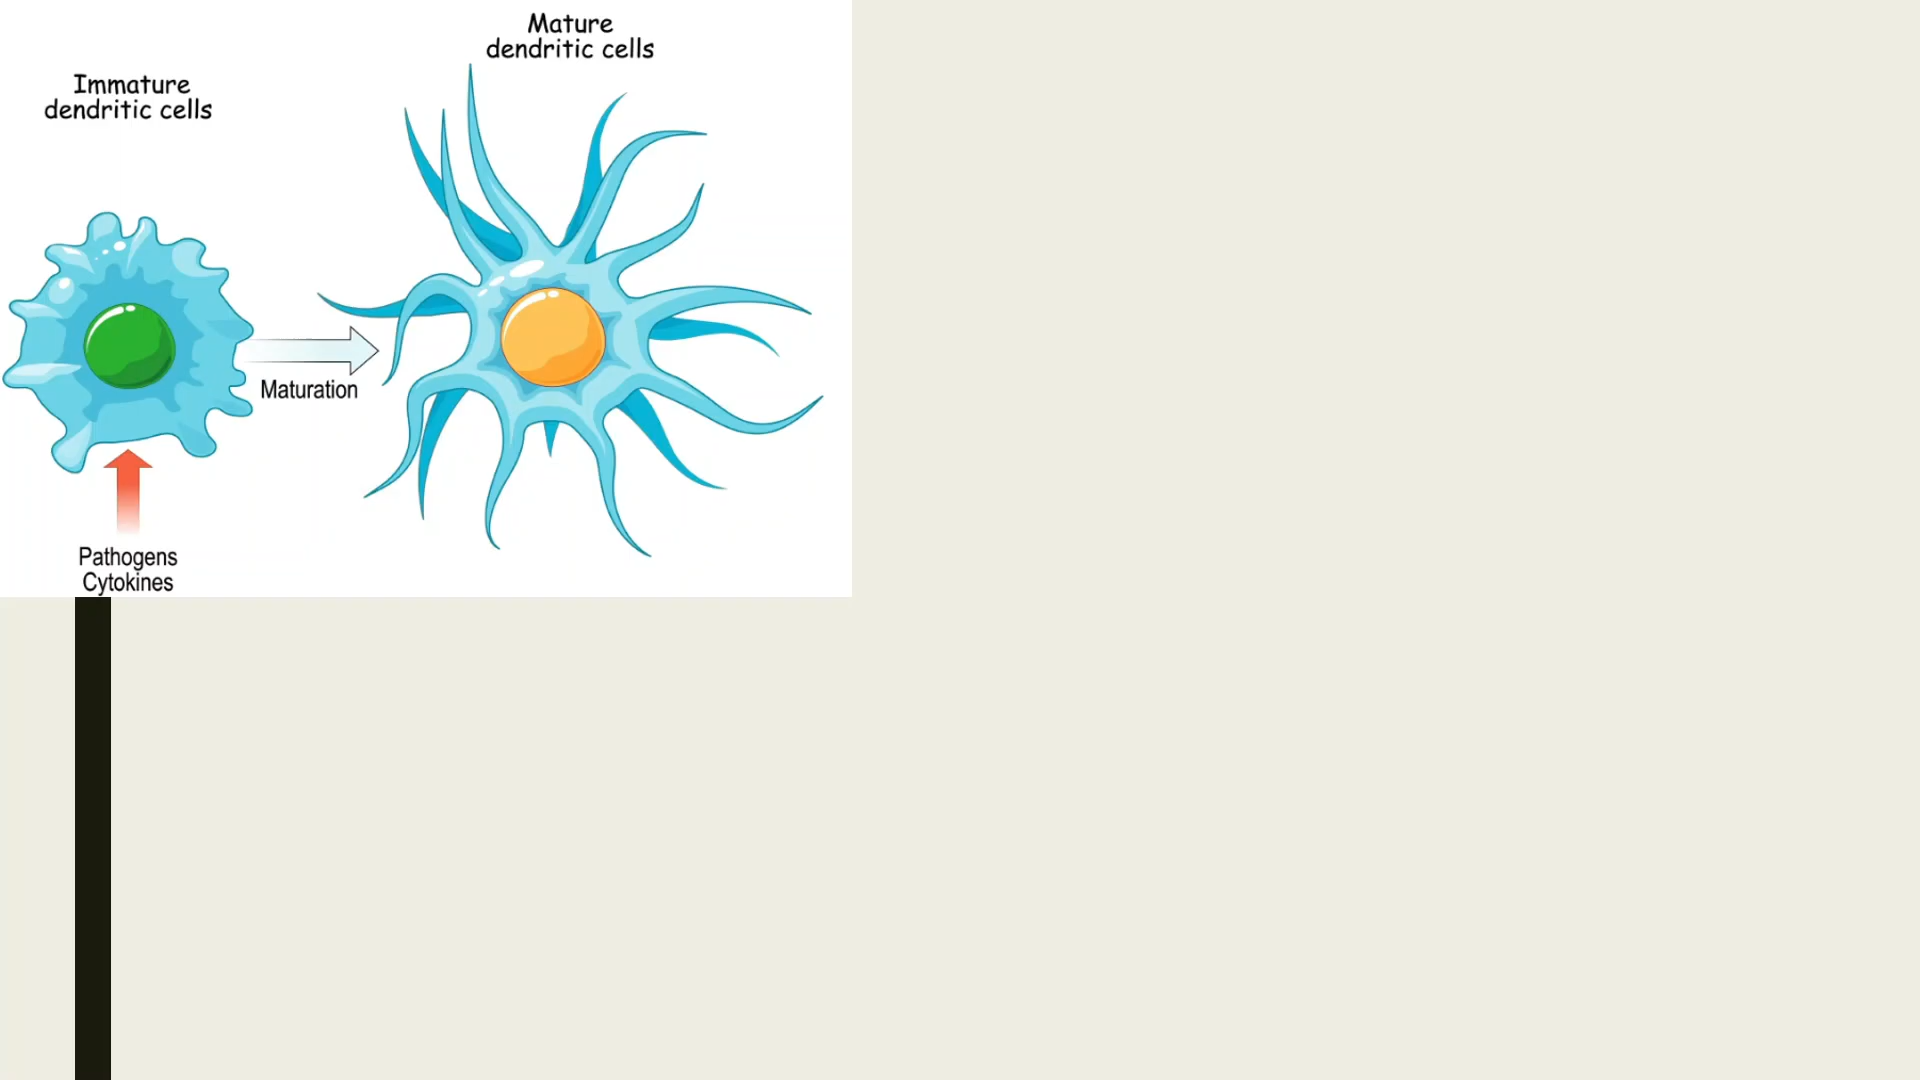 Immature
dendritic cells
Mature
dendritic cells
Maturation
Pathogens
Cytokines